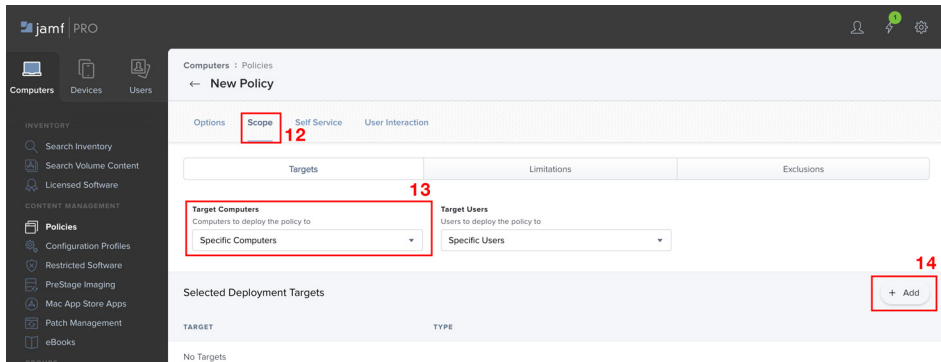 jamf PRO
1
Computers
Devices
Users
INVENTORY
Search Inventory
Search Volume Content
Licensed Software
CONTENT MANAGEMENT
Policies
Configuration Profiles
Restricted Software
PreStage Imaging
Mac App Store Apps
Patch Management
eBooks
Computers : Policies
← New Policy
Options
Scope
Self Service
User Interaction
12
Targets
Limitations
Exclusions
13
Target Computers
Computers to deploy the policy to
Specific Computers
Target Users
Users to deploy the policy to
Specific Users
14
Selected Deployment Targets
+ Add
TARGET
TYPE
No Targets